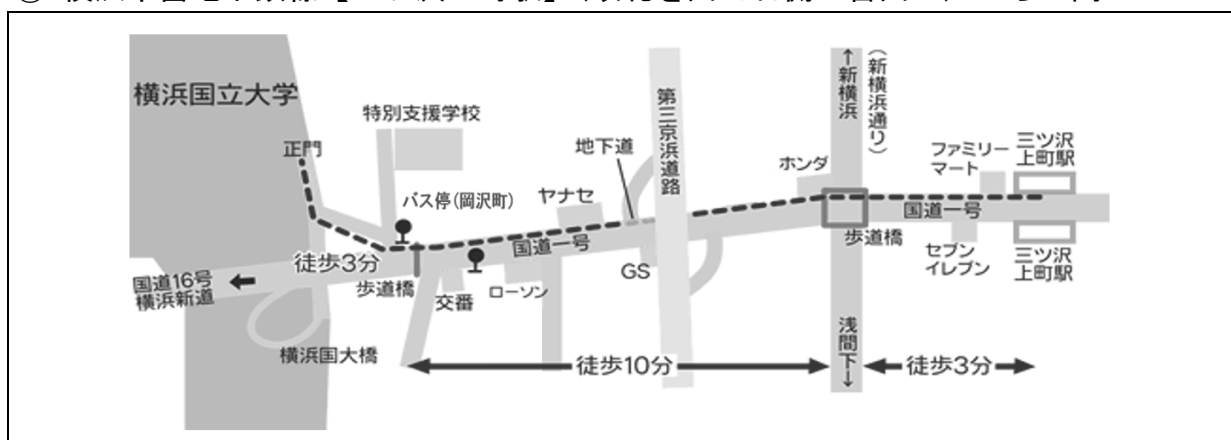 横浜国立大学
特別支援学校
正門
バス停(岡沢町)
地下道
ヤナセ
第三京浜道路
ホンダ
↑新横浜
(新横浜通り)
ファミリー
マート
三ツ沢
上町駅
国道一号
国道一号
歩道橋
セブン
イレブン
三ツ沢
上町駅
徒歩3分
国道16号
横浜新道
歩道橋
交番
ローソン
GS
横浜国大橋
徒歩10分
浅間下↓
徒歩3分